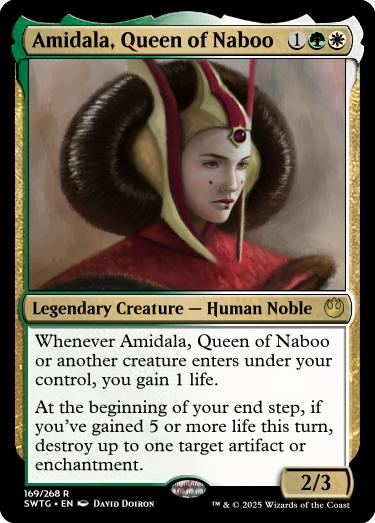 Amidala, Queen of Naboo 1
Legendary Creature — Human Noble
Whenever Amidala, Queen of Naboo
or another creature enters under your
control, you gain 1 life.
At the beginning of your end step, if
you've gained 5 or more life this turn,
destroy up to one target artifact or
enchantment.
2/3
169/268 R
SWTG • EN DAVID DOIRON
™ & © 2025 Wizards of the Coast